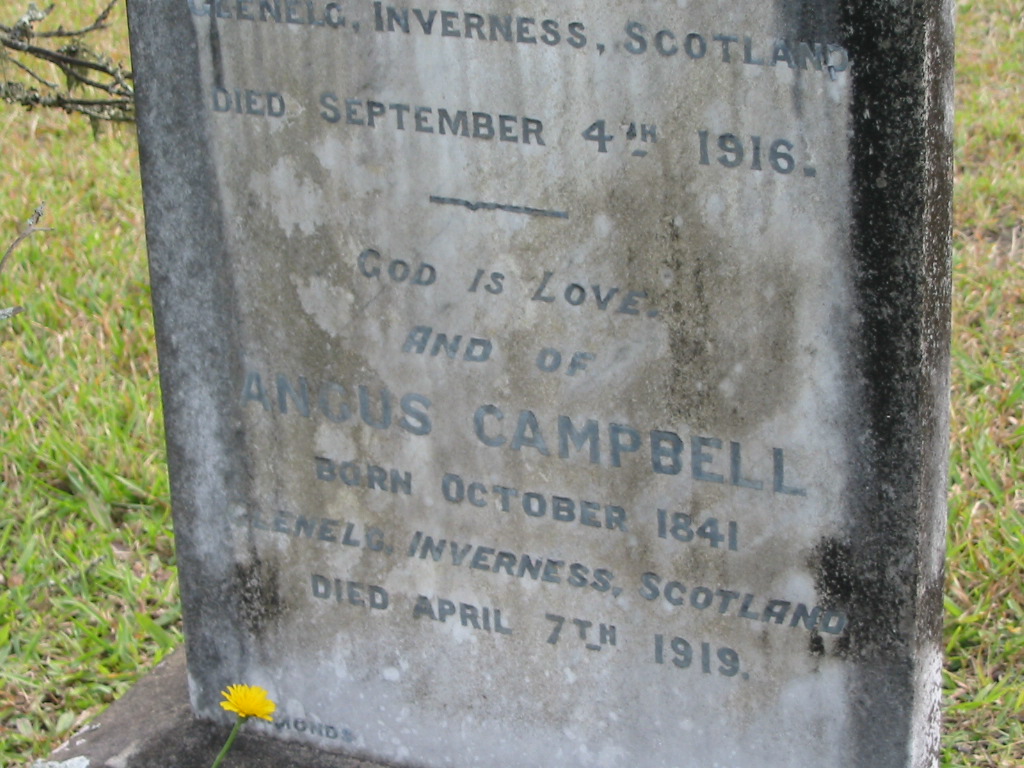 GLENELG, INVERNESS, SCOTLAND
DIED SEPTEMBER 4TH 1916.
GOD IS LOVE.
AND OF
ANGUS CAMPBELL
BORN OCTOBER 1841
GLENELG, INVERNESS, SCOTLAND
DIED APRIL 7TH 1919.